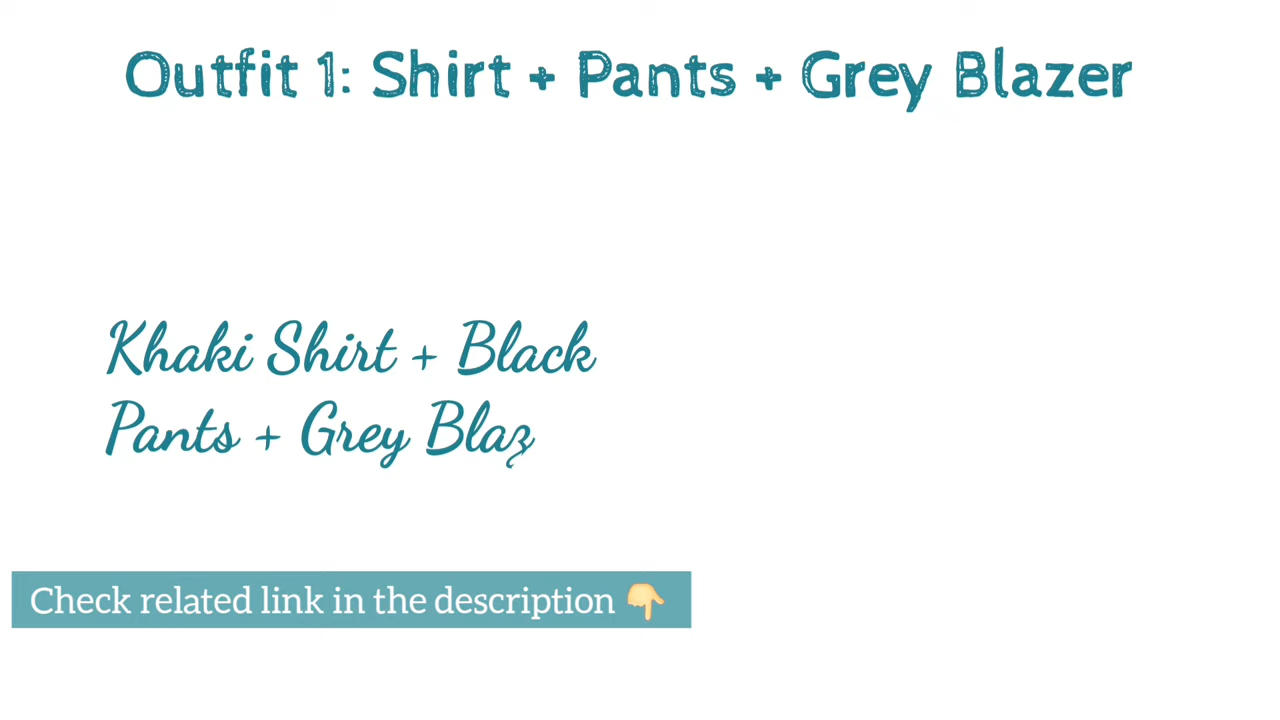 Outfit 1: Shirt + Pants + Grey Blazer
Khaki Shirt + Black
Pants + Grey Blaz
Check related link in the description 👇